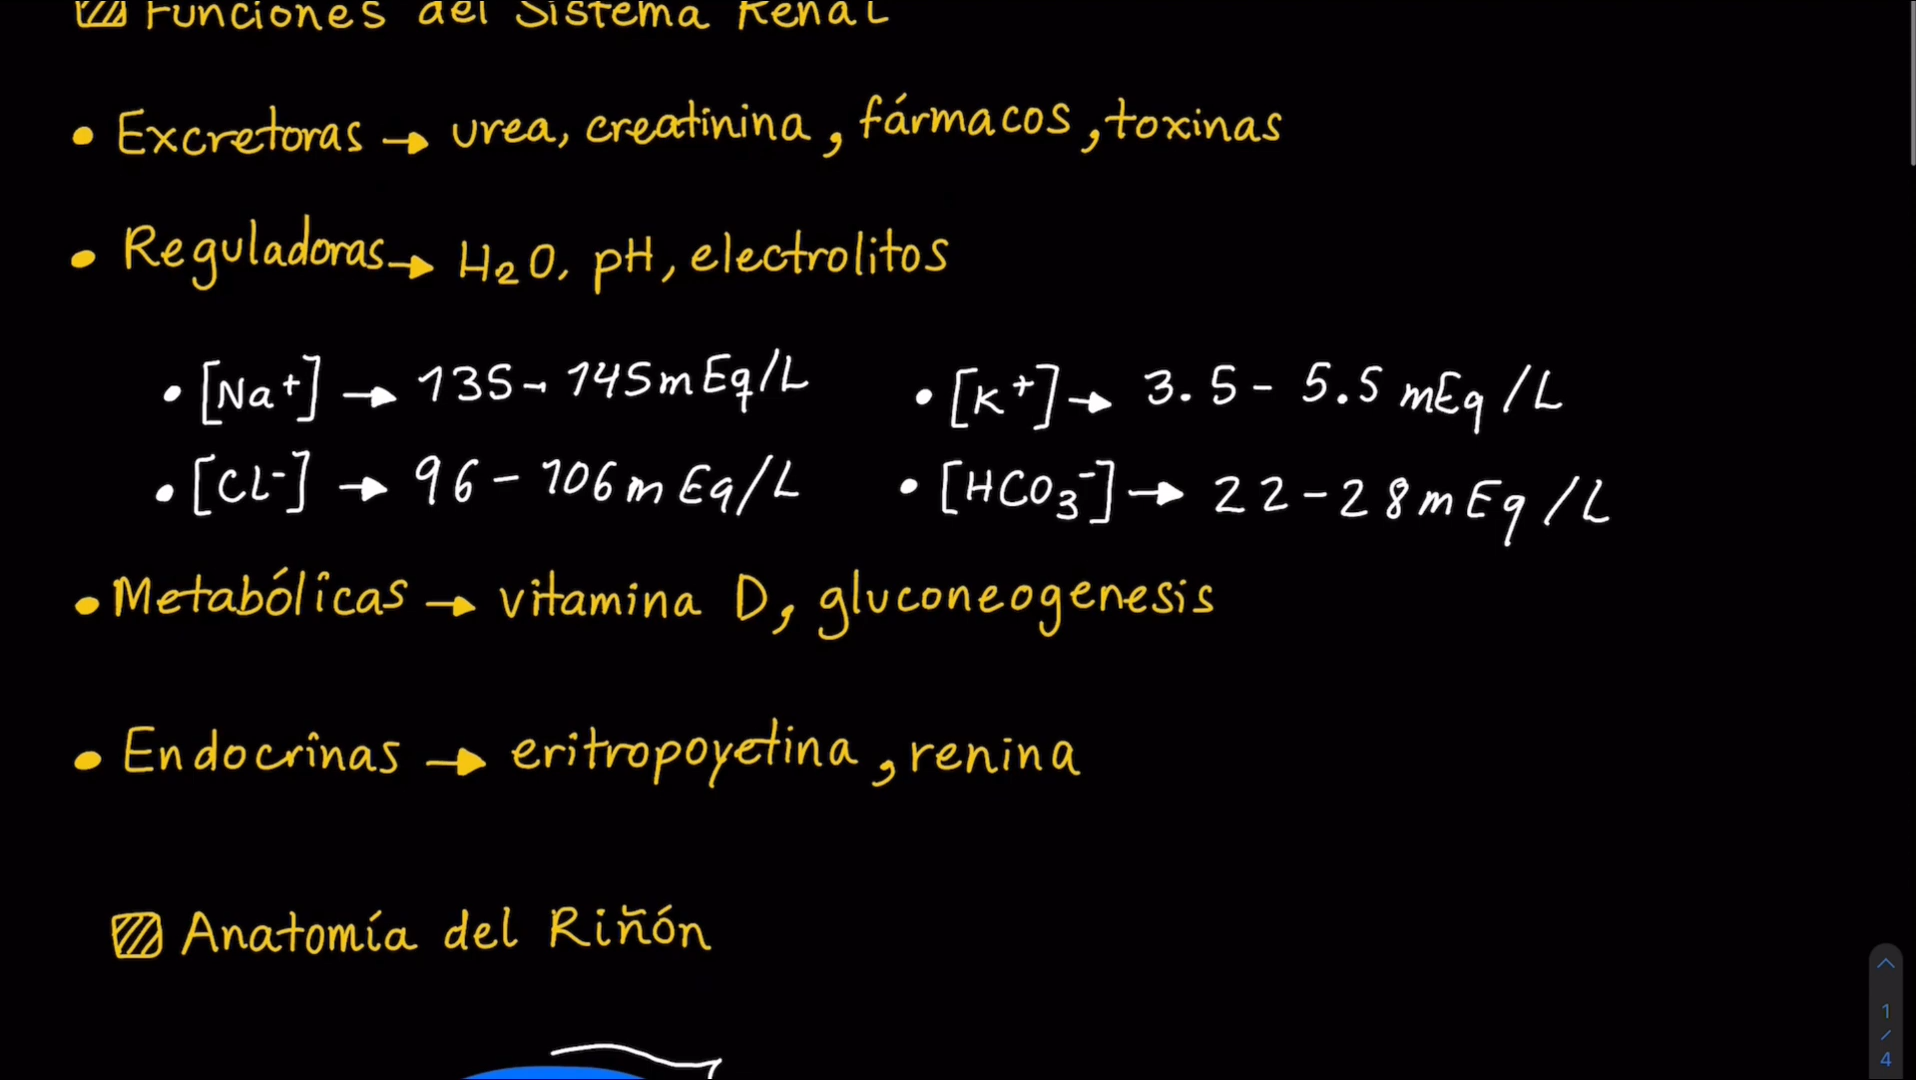 Funciones del Sistema Renal
• Excretoras → urea, creatinina, fármacos, toxinas
• Reguladoras → H₂O, pH, electrolitos
• [Na⁺] → 135 - 145 mEq/L • [K⁺] → 3.5 - 5.5 mEq/L
• [Cl⁻] → 96 - 106 mEq/L • [HCO₃⁻] → 22 - 28 mEq/L
• Metabólicas → vitamina D, gluconeogenesis
• Endocrinas → eritropoyetina, renina
Anatomía del Riñón
1
/
4